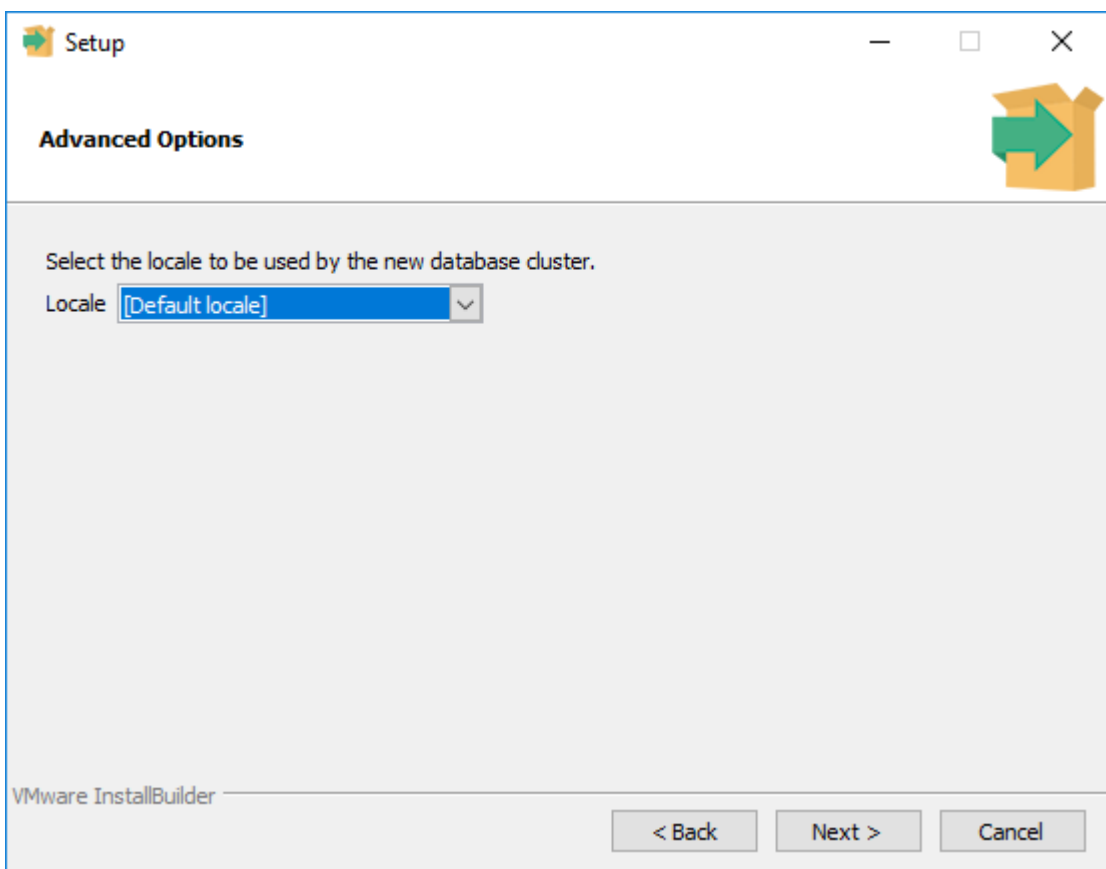 Setup
Advanced Options
Select the locale to be used by the new database cluster.
Locale [Default locale]
VMware InstallBuilder
< Back Next > Cancel